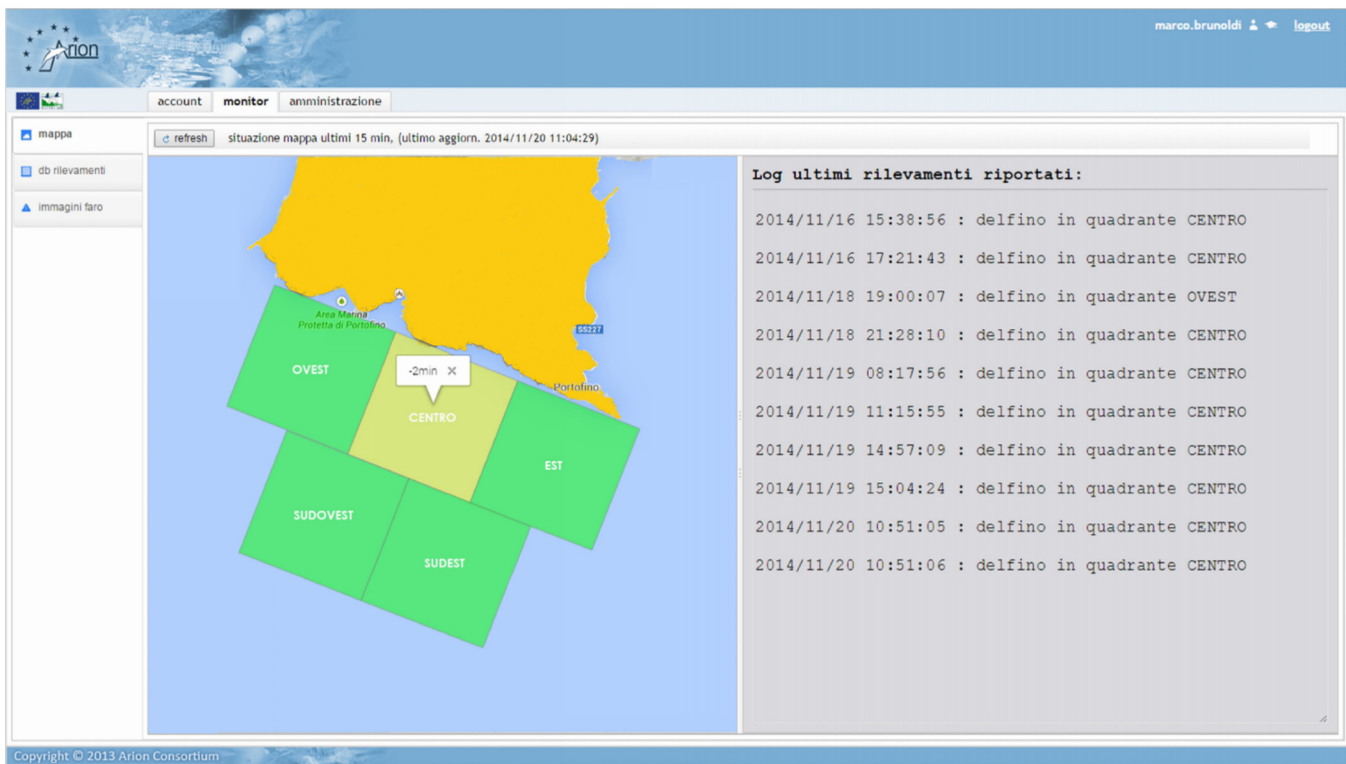 Arion
marco.brunoldi
logout
account
monitor
amministrazione
mappa
db rilevamenti
immagini faro
refresh
situazione mappa ultimi 15 min, (ultimo aggiorn. 2014/11/20 11:04:29)
Area Marina
Protetta di Portofino
SS227
Portofino
OVEST
-2min
CENTRO
EST
SUDOVEST
SUDEST
Log ultimi rilevamenti riportati:
2014/11/16 15:38:56 : delfino in quadrante CENTRO
2014/11/16 17:21:43 : delfino in quadrante CENTRO
2014/11/18 19:00:07 : delfino in quadrante OVEST
2014/11/18 21:28:10 : delfino in quadrante CENTRO
2014/11/19 08:17:56 : delfino in quadrante CENTRO
2014/11/19 11:15:55 : delfino in quadrante CENTRO
2014/11/19 14:57:09 : delfino in quadrante CENTRO
2014/11/19 15:04:24 : delfino in quadrante CENTRO
2014/11/20 10:51:05 : delfino in quadrante CENTRO
2014/11/20 10:51:06 : delfino in quadrante CENTRO
Copyright © 2013 Arion Consortium